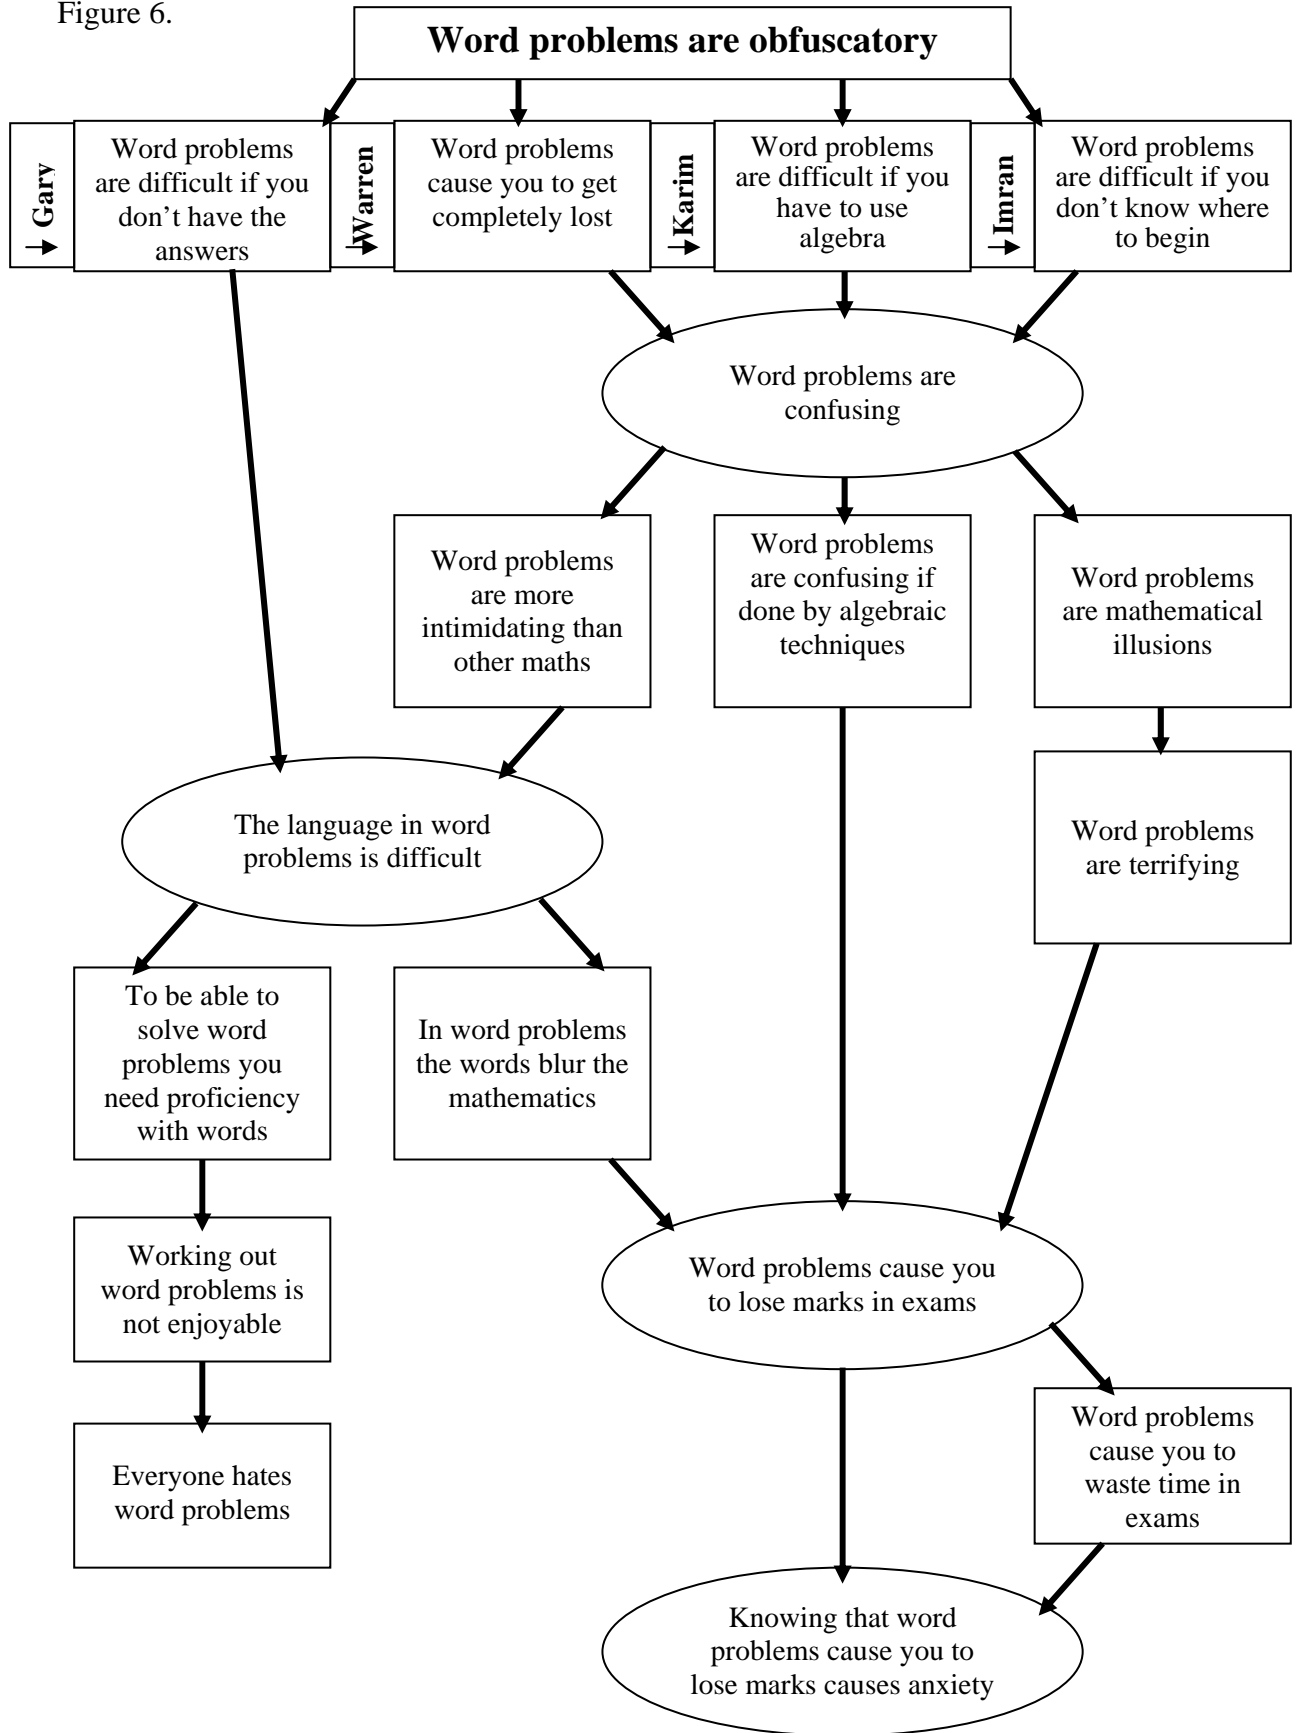 Figure 6.
Word problems are obfuscatory
Gary
Word problems
are difficult if you
don't have the
answers
Warren
Word problems
cause you to get
completely lost
Karim
Word problems
are difficult if you
have to use
algebra
Imran
Word problems
are difficult if you
don't know where
to begin
Word problems are
confusing
Word problems
are more
intimidating than
other maths
Word problems
are confusing if
done by algebraic
techniques
Word problems
are mathematical
illusions
The language in word
problems is difficult
Word problems
are terrifying
To be able to
solve word
problems you
need proficiency
with words
In word problems
the words blur the
mathematics
Working out
word problems is
not enjoyable
Word problems cause you
to lose marks in exams
Everyone hates
word problems
Word problems
cause you to
waste time in
exams
Knowing that word
problems cause you to
lose marks causes anxiety